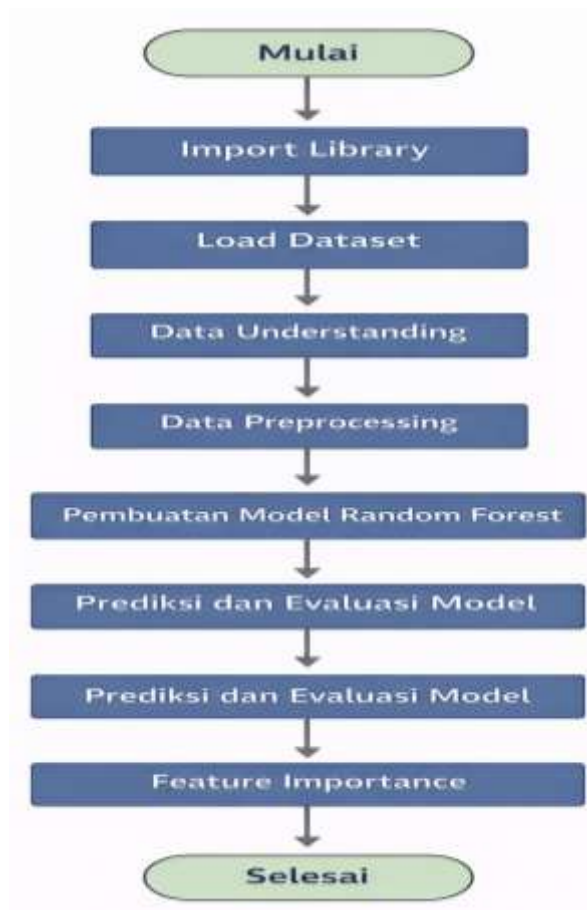 Mulai
Import Library
Load Dataset
Data Understanding
Data Preprocessing
Pembuatan Model Random Forest
Prediksi dan Evaluasi Model
Prediksi dan Evaluasi Model
Feature Importance
Selesai